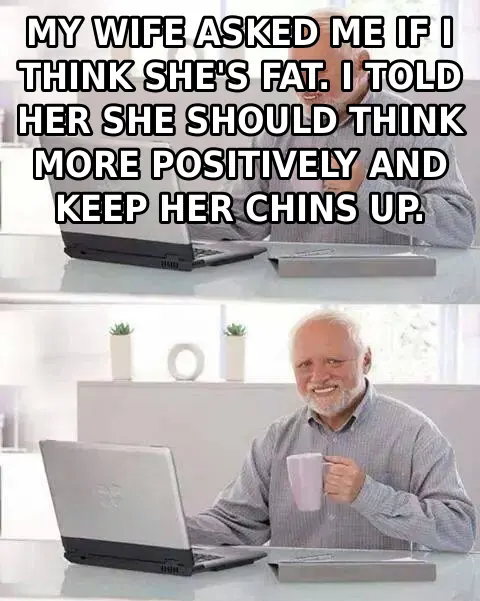 MY WIFE ASKED ME IF I
THINK SHE'S FAT. I TOLD
HER SHE SHOULD THINK
MORE POSITIVELY AND
KEEP HER CHINS UP.